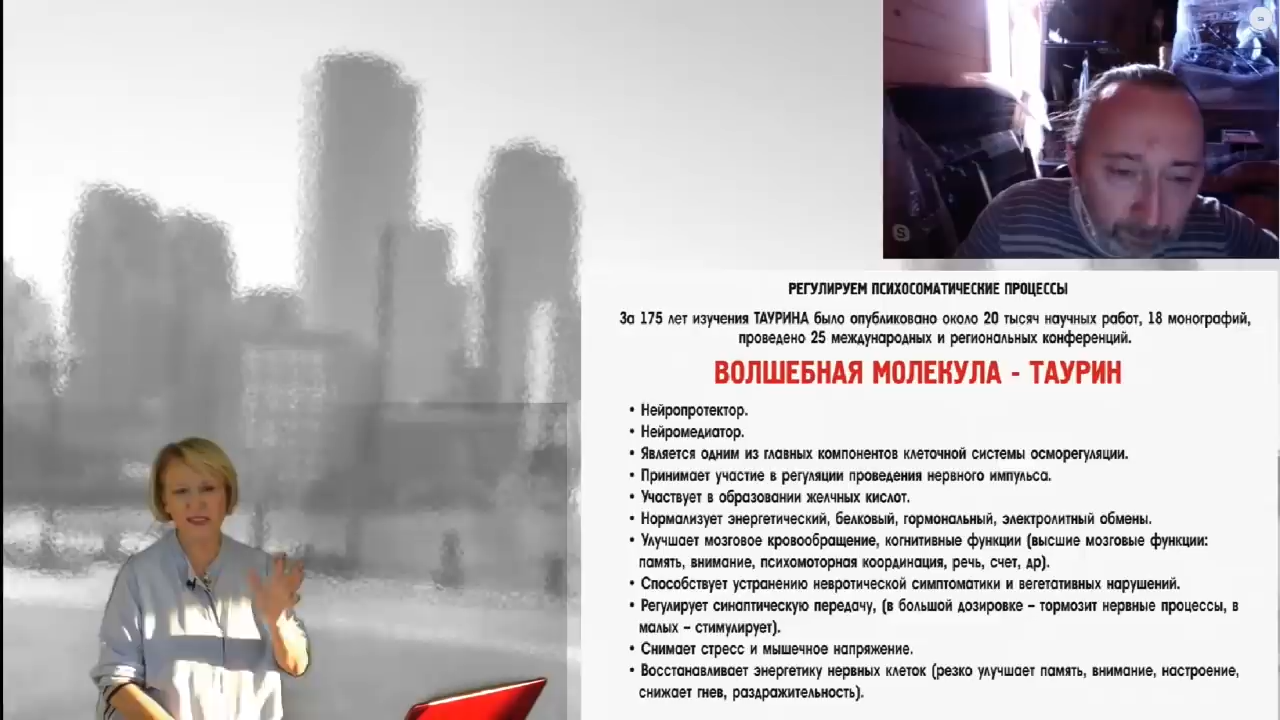 РЕГУЛИРУЕМ ПСИХОСОМАТИЧЕСКИЕ ПРОЦЕССЫ
За 175 лет изучения ТАУРИНА было опубликовано около 20 тысяч научных работ, 18 монографий,
проведено 25 международных и региональных конференций.
ВОЛШЕБНАЯ МОЛЕКУЛА - ТАУРИН
• Нейропротектор.
• Нейромедиатор.
• Является одним из главных компонентов клеточной системы осморегуляции.
• Принимает участие в регуляции проведения нервного импульса.
• Участвует в образовании желчных кислот.
• Нормализует энергетический, белковый, гормональный, электролитный обмены.
• Улучшает мозговое кровообращение, когнитивные функции (высшие мозговые функции:
память, внимание, психомоторная координация, речь, счет, др).
• Способствует устранению невротической симптоматики и вегетативных нарушений.
• Регулирует синаптическую передачу, (в большой дозировке – тормозит нервные процессы, в
малых – стимулирует).
• Снимает стресс и мышечное напряжение.
• Восстанавливает энергетику нервных клеток (резко улучшает память, внимание, настроение,
снижает гнев, раздражительность).